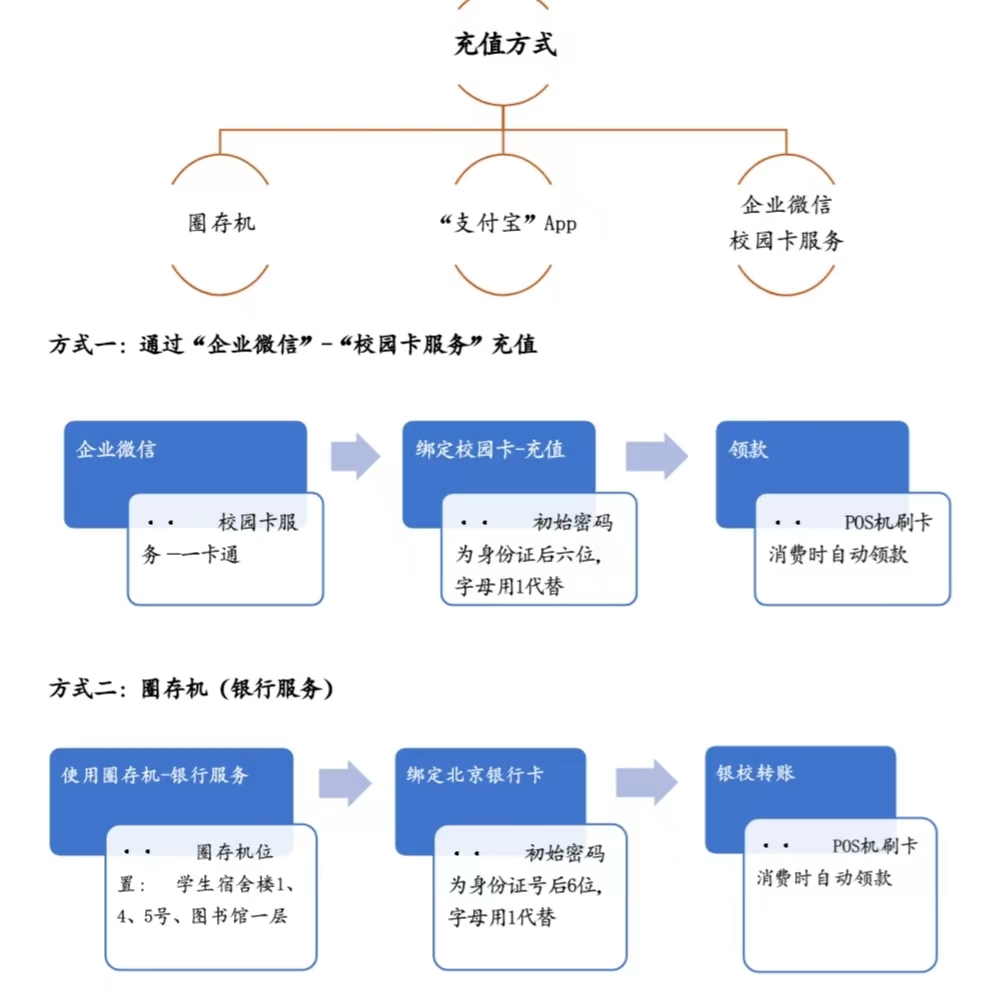 充值方式
圈存机
“支付宝”App
企业微信
校园卡服务
方式一：通过“企业微信”-“校园卡服务”充值
企业微信
·· 校园卡服
务 —一卡通
绑定校园卡-充值
·· 初始密码
为身份证后六位，
字母用1代替
领款
·· POS机刷卡
消费时自动领款
方式二：圈存机（银行服务）
使用圈存机-银行服务
·· 圈存机位
置： 学生宿舍楼1、
4、5号、图书馆一层
绑定北京银行卡
·· 初始密码
为身份证号后6位，
字母用1代替
银校转账
·· POS机刷卡
消费时自动领款